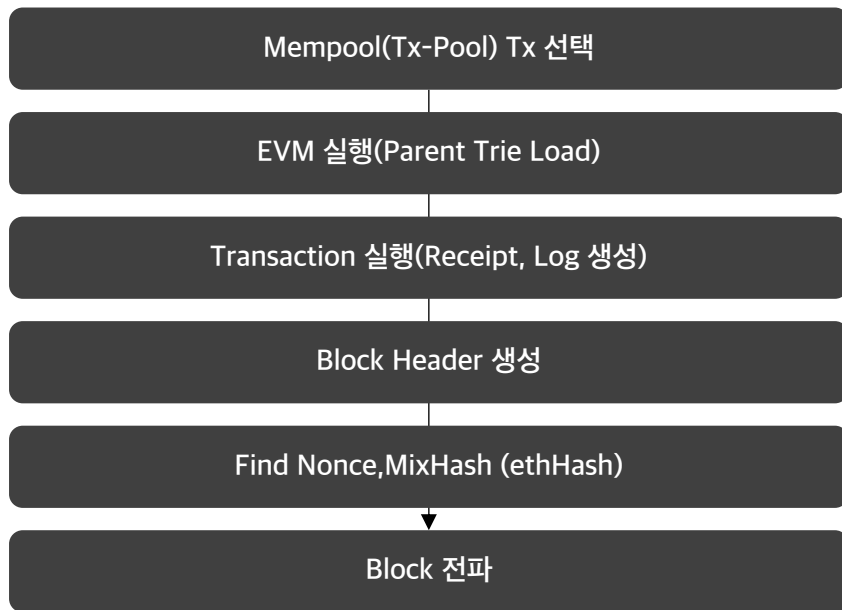 Mempool(Tx-Pool) Tx 선택
EVM 실행(Parent Trie Load)
Transaction 실행(Receipt, Log 생성)
Block Header 생성
Find Nonce,MixHash (ethHash)
Block 전파